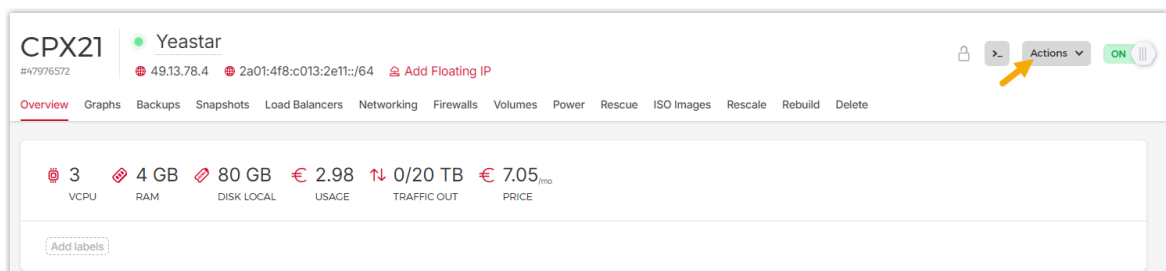 CPX21
#47976572
Yeastar
49.13.78.4 2a01:4f8:c013:2e11::/64 Add Floating IP
>_ Actions ON
Overview Graphs Backups Snapshots Load Balancers Networking Firewalls Volumes Power Rescue ISO Images Rescale Rebuild Delete
3 4 GB 80 GB € 2.98 0/20 TB € 7.05/mo
VCPU RAM DISK LOCAL USAGE TRAFFIC OUT PRICE
Add labels